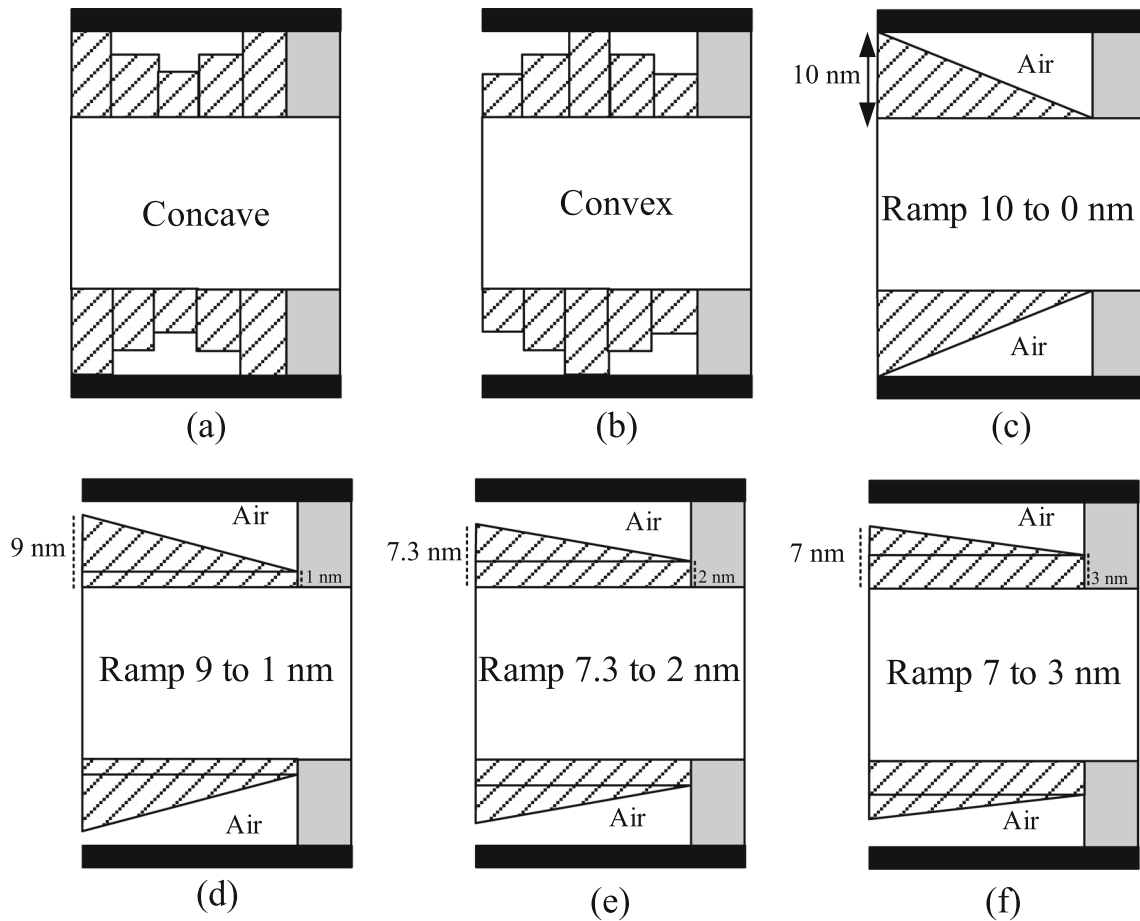 Concave
(a)
Convex
(b)
10 nm
Air
Ramp 10 to 0 nm
Air
(c)
9 nm
Air
1 nm
Ramp 9 to 1 nm
Air
(d)
7.3 nm
Air
2 nm
Ramp 7.3 to 2 nm
Air
(e)
7 nm
Air
3 nm
Ramp 7 to 3 nm
Air
(f)